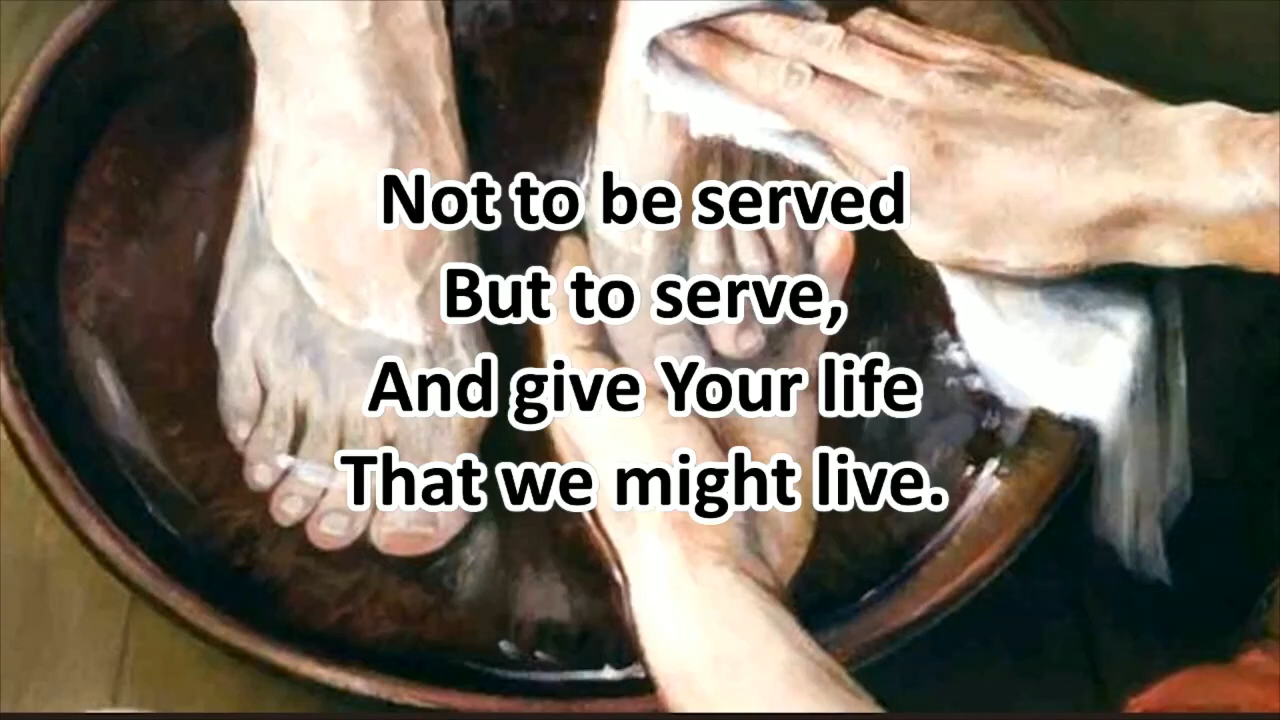 Not to be served
But to serve,
And give Your life
That we might live.